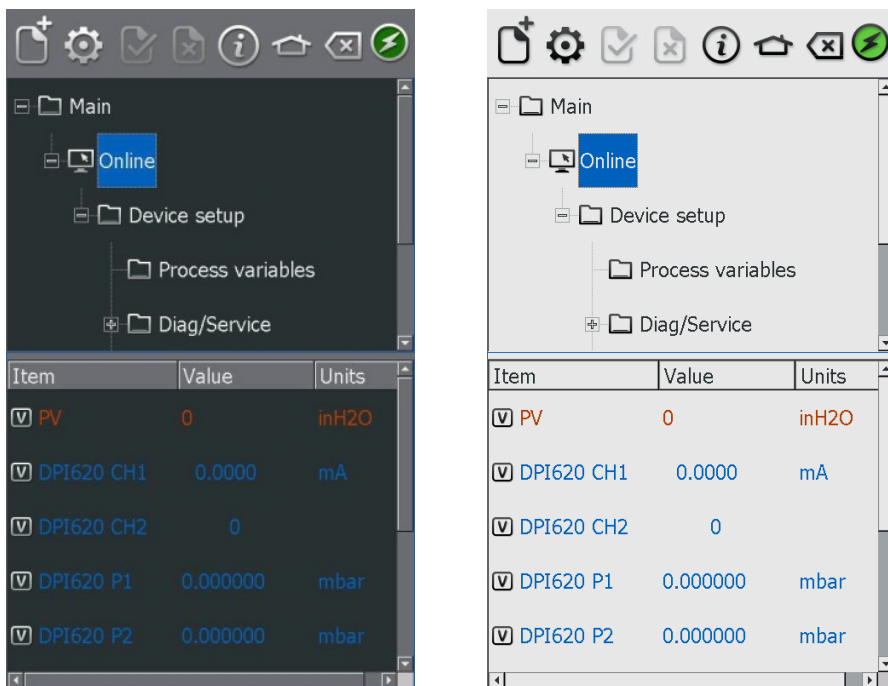 Main
Online
Device setup
Process variables
Diag/Service
Item Value Units
V PV 0 inH2O
V DPI620 CH1 0.0000 mA
V DPI620 CH2 0
V DPI620 P1 0.000000 mbar
V DPI620 P2 0.000000 mbar
Main
Online
Device setup
Process variables
Diag/Service
Item Value Units
V PV 0 inH2O
V DPI620 CH1 0.0000 mA
V DPI620 CH2 0
V DPI620 P1 0.000000 mbar
V DPI620 P2 0.000000 mbar